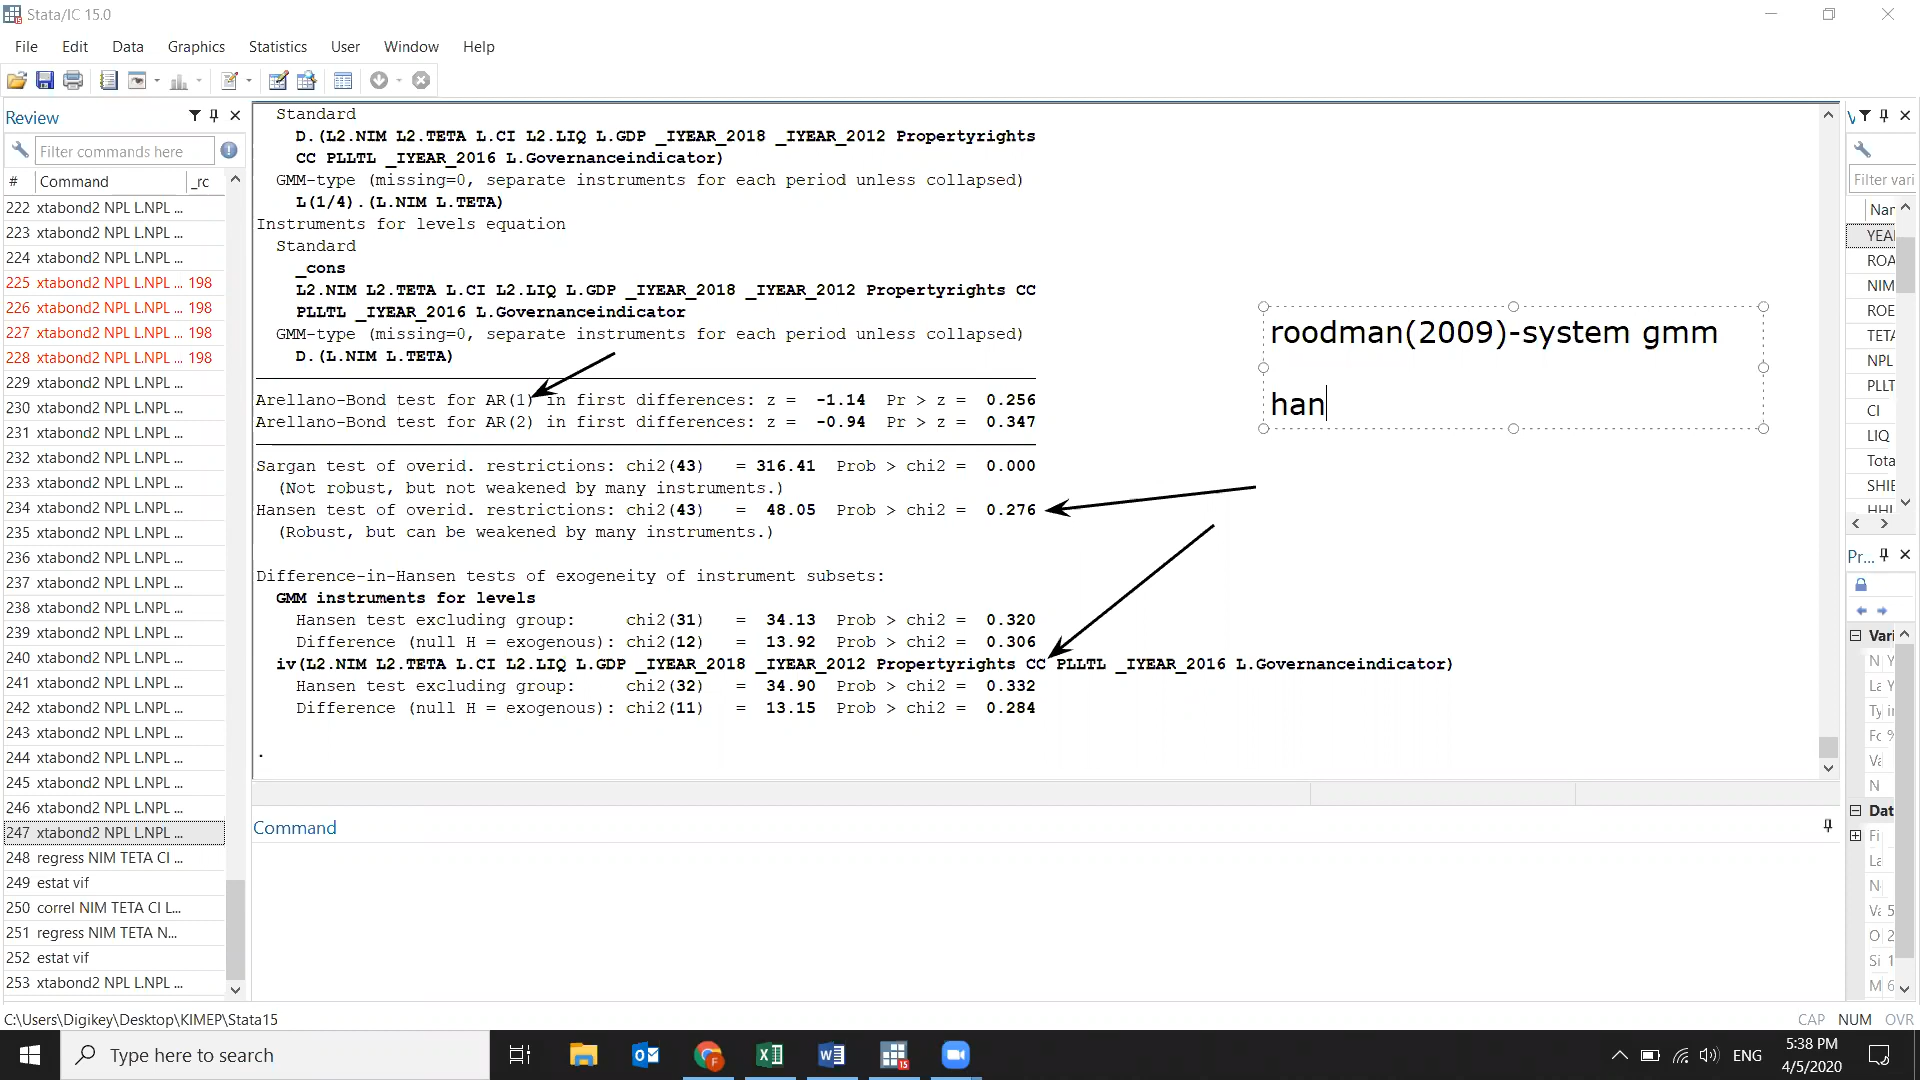 Stata/IC 15.0
File Edit Data Graphics Statistics User Window Help
Review
Filter commands here
# Command _rc
222 xtabond2 NPL L.NPL ...
223 xtabond2 NPL L.NPL ...
224 xtabond2 NPL L.NPL ...
225 xtabond2 NPL L.NPL ... 198
226 xtabond2 NPL L.NPL ... 198
227 xtabond2 NPL L.NPL ... 198
228 xtabond2 NPL L.NPL ... 198
229 xtabond2 NPL L.NPL ...
230 xtabond2 NPL L.NPL ...
231 xtabond2 NPL L.NPL ...
232 xtabond2 NPL L.NPL ...
233 xtabond2 NPL L.NPL ...
234 xtabond2 NPL L.NPL ...
235 xtabond2 NPL L.NPL ...
236 xtabond2 NPL L.NPL ...
237 xtabond2 NPL L.NPL ...
238 xtabond2 NPL L.NPL ...
239 xtabond2 NPL L.NPL ...
240 xtabond2 NPL L.NPL ...
241 xtabond2 NPL L.NPL ...
242 xtabond2 NPL L.NPL ...
243 xtabond2 NPL L.NPL ...
244 xtabond2 NPL L.NPL ...
245 xtabond2 NPL L.NPL ...
246 xtabond2 NPL L.NPL ...
247 xtabond2 NPL L.NPL ...
248 regress NIM TETA CI ...
249 estat vif
250 correl NIM TETA CI L...
251 regress NIM TETA N...
252 estat vif
253 xtabond2 NPL L.NPL ...
Standard
D.(L2.NIM L2.TETA L.CI L2.LIQ L.GDP _IYEAR_2018 _IYEAR_2012 Propertyrights
CC PLLTL _IYEAR_2016 L.Governanceindicator)
GMM-type (missing=0, separate instruments for each period unless collapsed)
L(1/4).(L.NIM L.TETA)
Instruments for levels equation
Standard
_cons
L2.NIM L2.TETA L.CI L2.LIQ L.GDP _IYEAR_2018 _IYEAR_2012 Propertyrights CC
PLLTL _IYEAR_2016 L.Governanceindicator
GMM-type (missing=0, separate instruments for each period unless collapsed)
D.(L.NIM L.TETA)
Arellano-Bond test for AR(1) in first differences: z = -1.14 Pr > z = 0.256
Arellano-Bond test for AR(2) in first differences: z = -0.94 Pr > z = 0.347
Sargan test of overid. restrictions: chi2(43) = 316.41 Prob > chi2 = 0.000
(Not robust, but not weakened by many instruments.)
Hansen test of overid. restrictions: chi2(43) = 48.05 Prob > chi2 = 0.276
(Robust, but can be weakened by many instruments.)
Difference-in-Hansen tests of exogeneity of instrument subsets:
GMM instruments for levels
Hansen test excluding group: chi2(31) = 34.13 Prob > chi2 = 0.320
Difference (null H = exogenous): chi2(12) = 13.92 Prob > chi2 = 0.306
iv(L2.NIM L2.TETA L.CI L2.LIQ L.GDP _IYEAR_2018 _IYEAR_2012 Propertyrights CC PLLTL _IYEAR_2016 L.Governanceindicator)
Hansen test excluding group: chi2(32) = 34.90 Prob > chi2 = 0.332
Difference (null H = exogenous): chi2(11) = 13.15 Prob > chi2 = 0.284
.
roodman(2009)-system gmm
han
Command
Filter vari
YEA
ROA
NIM
ROE
TETA
NPL
PLLT
CI
LIQ
Tota
SHIE
Pr...
Vari
Dat
C:\Users\Digikey\Desktop\KIMEP\Stata15
CAP NUM OVR
Type here to search
ENG
5:38 PM
4/5/2020